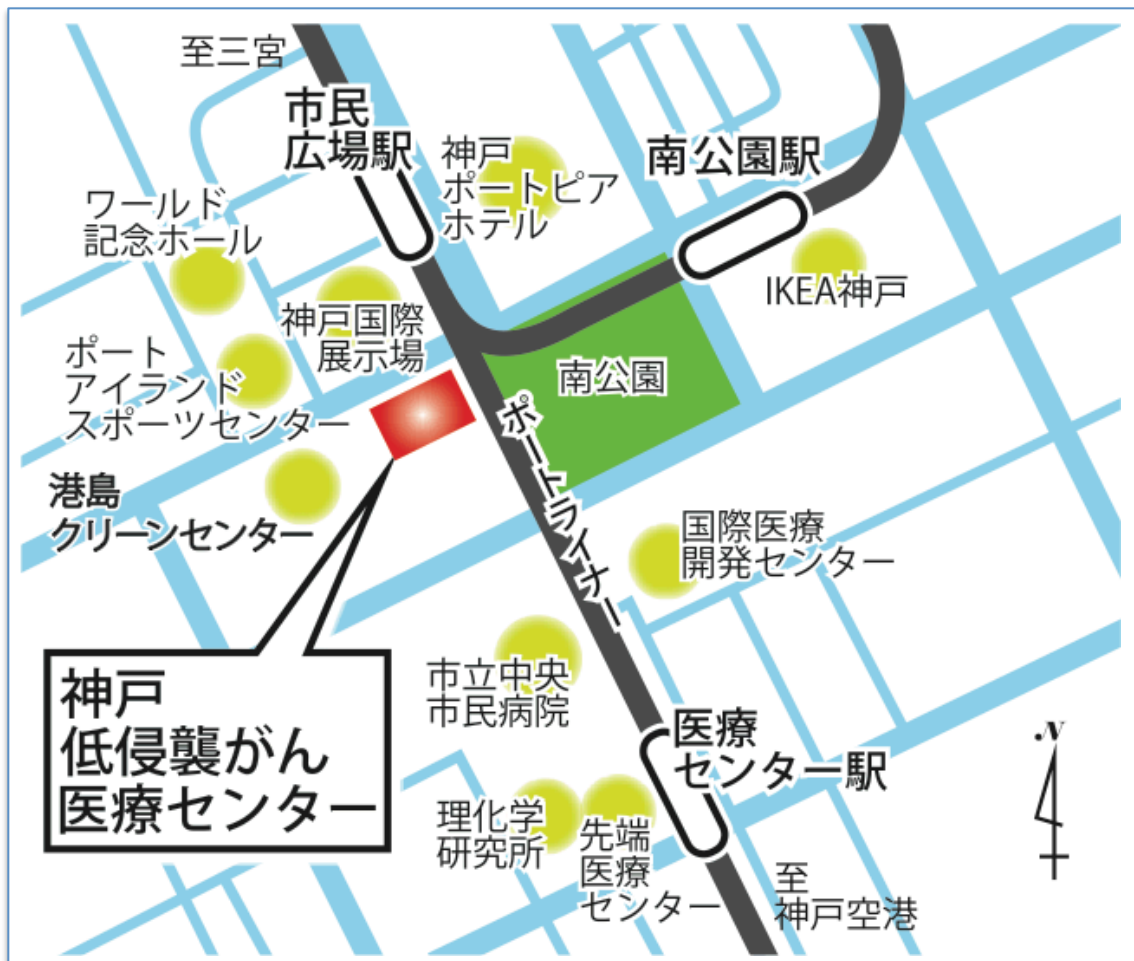 至三宮
市民
広場駅
神戸
ポートピア
ホテル
南公園駅
ワールド
記念ホール
IKEA神戸
神戸国際
展示場
ポート
アイランド
スポーツセンター
南公園
ポートライナー
港島
クリーンセンター
国際医療
開発センター
神戸
低侵襲がん
医療センター
市立中央
市民病院
医療
センター駅
N
理化学
研究所
先端
医療
センター
至
神戸空港